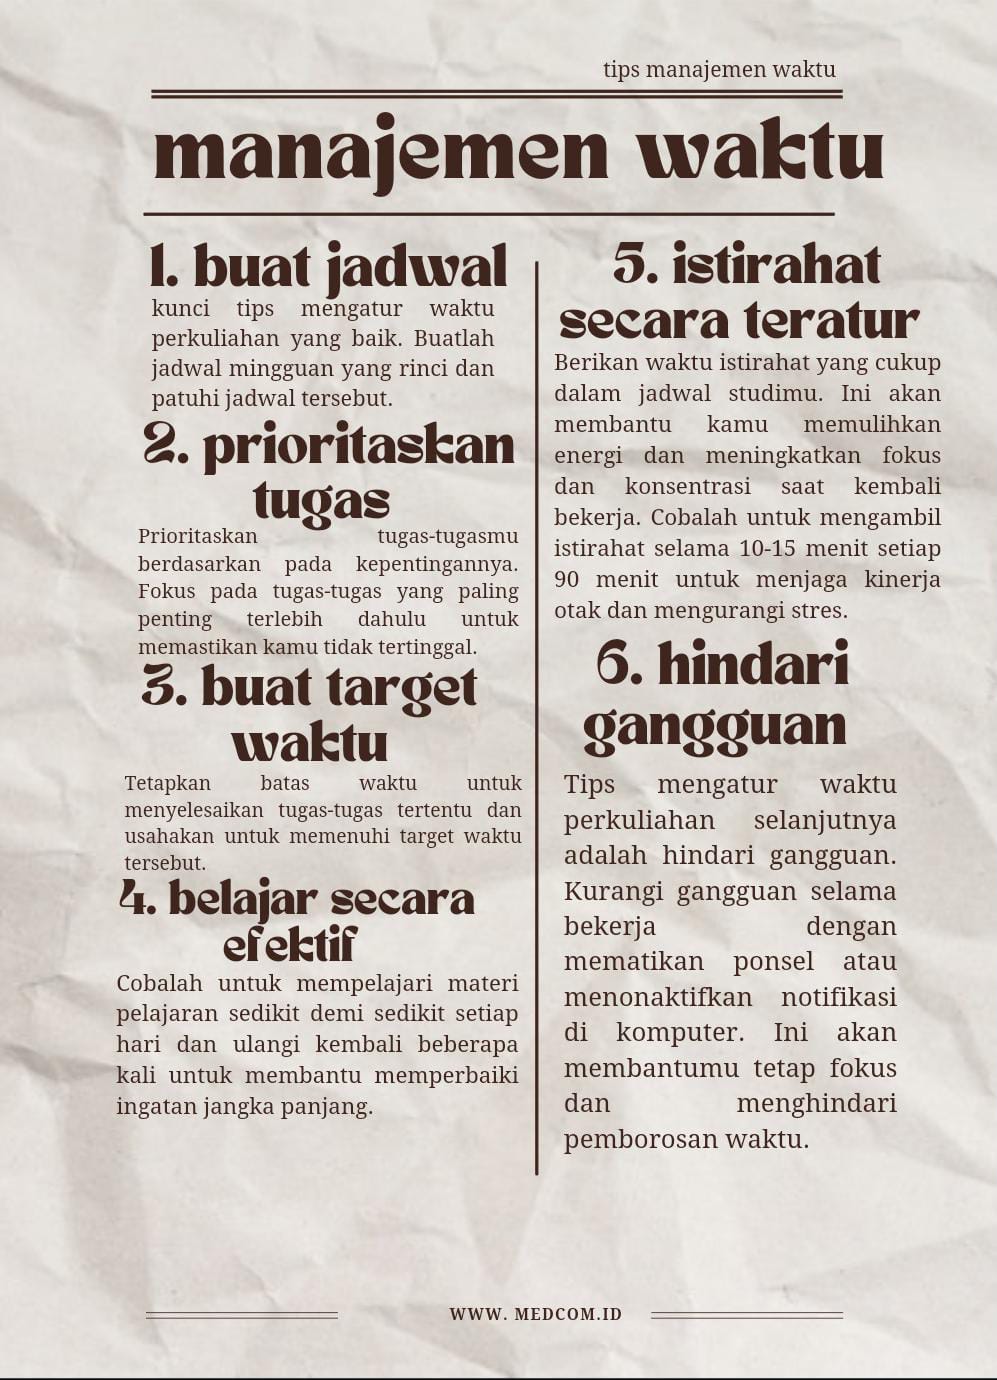 tips manajemen waktu
manajemen waktu
1. buat jadwal
kunci tips mengatur waktu
perkuliahan yang baik. Buatlah
jadwal mingguan yang rinci dan
patuhi jadwal tersebut.
2. prioritaskan
tugas
Prioritaskan tugas-tugasmu
berdasarkan pada kepentingannya.
Fokus pada tugas-tugas yang paling
penting terlebih dahulu untuk
memastikan kamu tidak tertinggal.
3. buat target
waktu
Tetapkan batas waktu untuk
menyelesaikan tugas-tugas tertentu dan
usahakan untuk memenuhi target waktu
tersebut.
4. belajar secara
efektif
Cobalah untuk mempelajari materi
pelajaran sedikit demi sedikit setiap
hari dan ulangi kembali beberapa
kali untuk membantu memperbaiki
ingatan jangka panjang.
5. istirahat
secara teratur
Berikan waktu istirahat yang cukup
dalam jadwal studimu. Ini akan
membantu kamu memulihkan
energi dan meningkatkan fokus
dan konsentrasi saat kembali
bekerja. Cobalah untuk mengambil
istirahat selama 10-15 menit setiap
90 menit untuk menjaga kinerja
otak dan mengurangi stres.
6. hindari
gangguan
Tips mengatur waktu
perkuliahan selanjutnya
adalah hindari gangguan.
Kurangi gangguan selama
bekerja dengan
mematikan ponsel atau
menonaktifkan notifikasi
di komputer. Ini akan
membantumu tetap fokus
dan menghindari
pemborosan waktu.
WWW. MEDCOM.ID